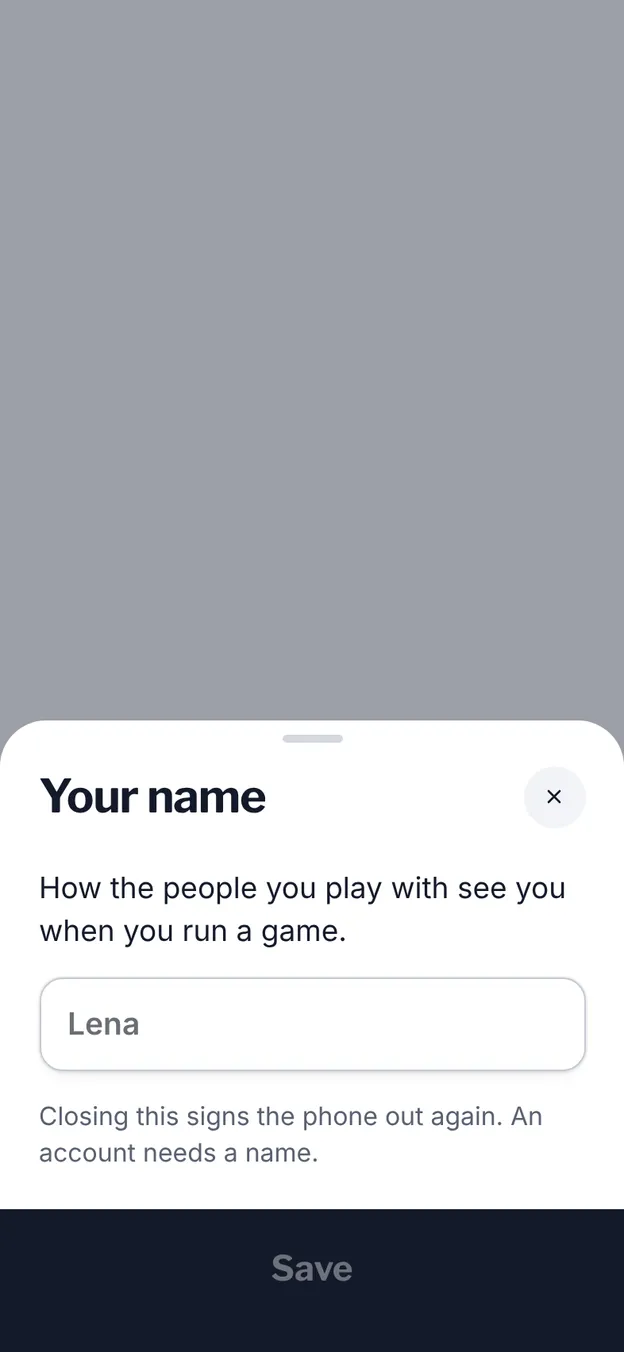 Your name
How the people you play with see you
when you run a game.
Lena
Closing this signs the phone out again. An
account needs a name.
Save